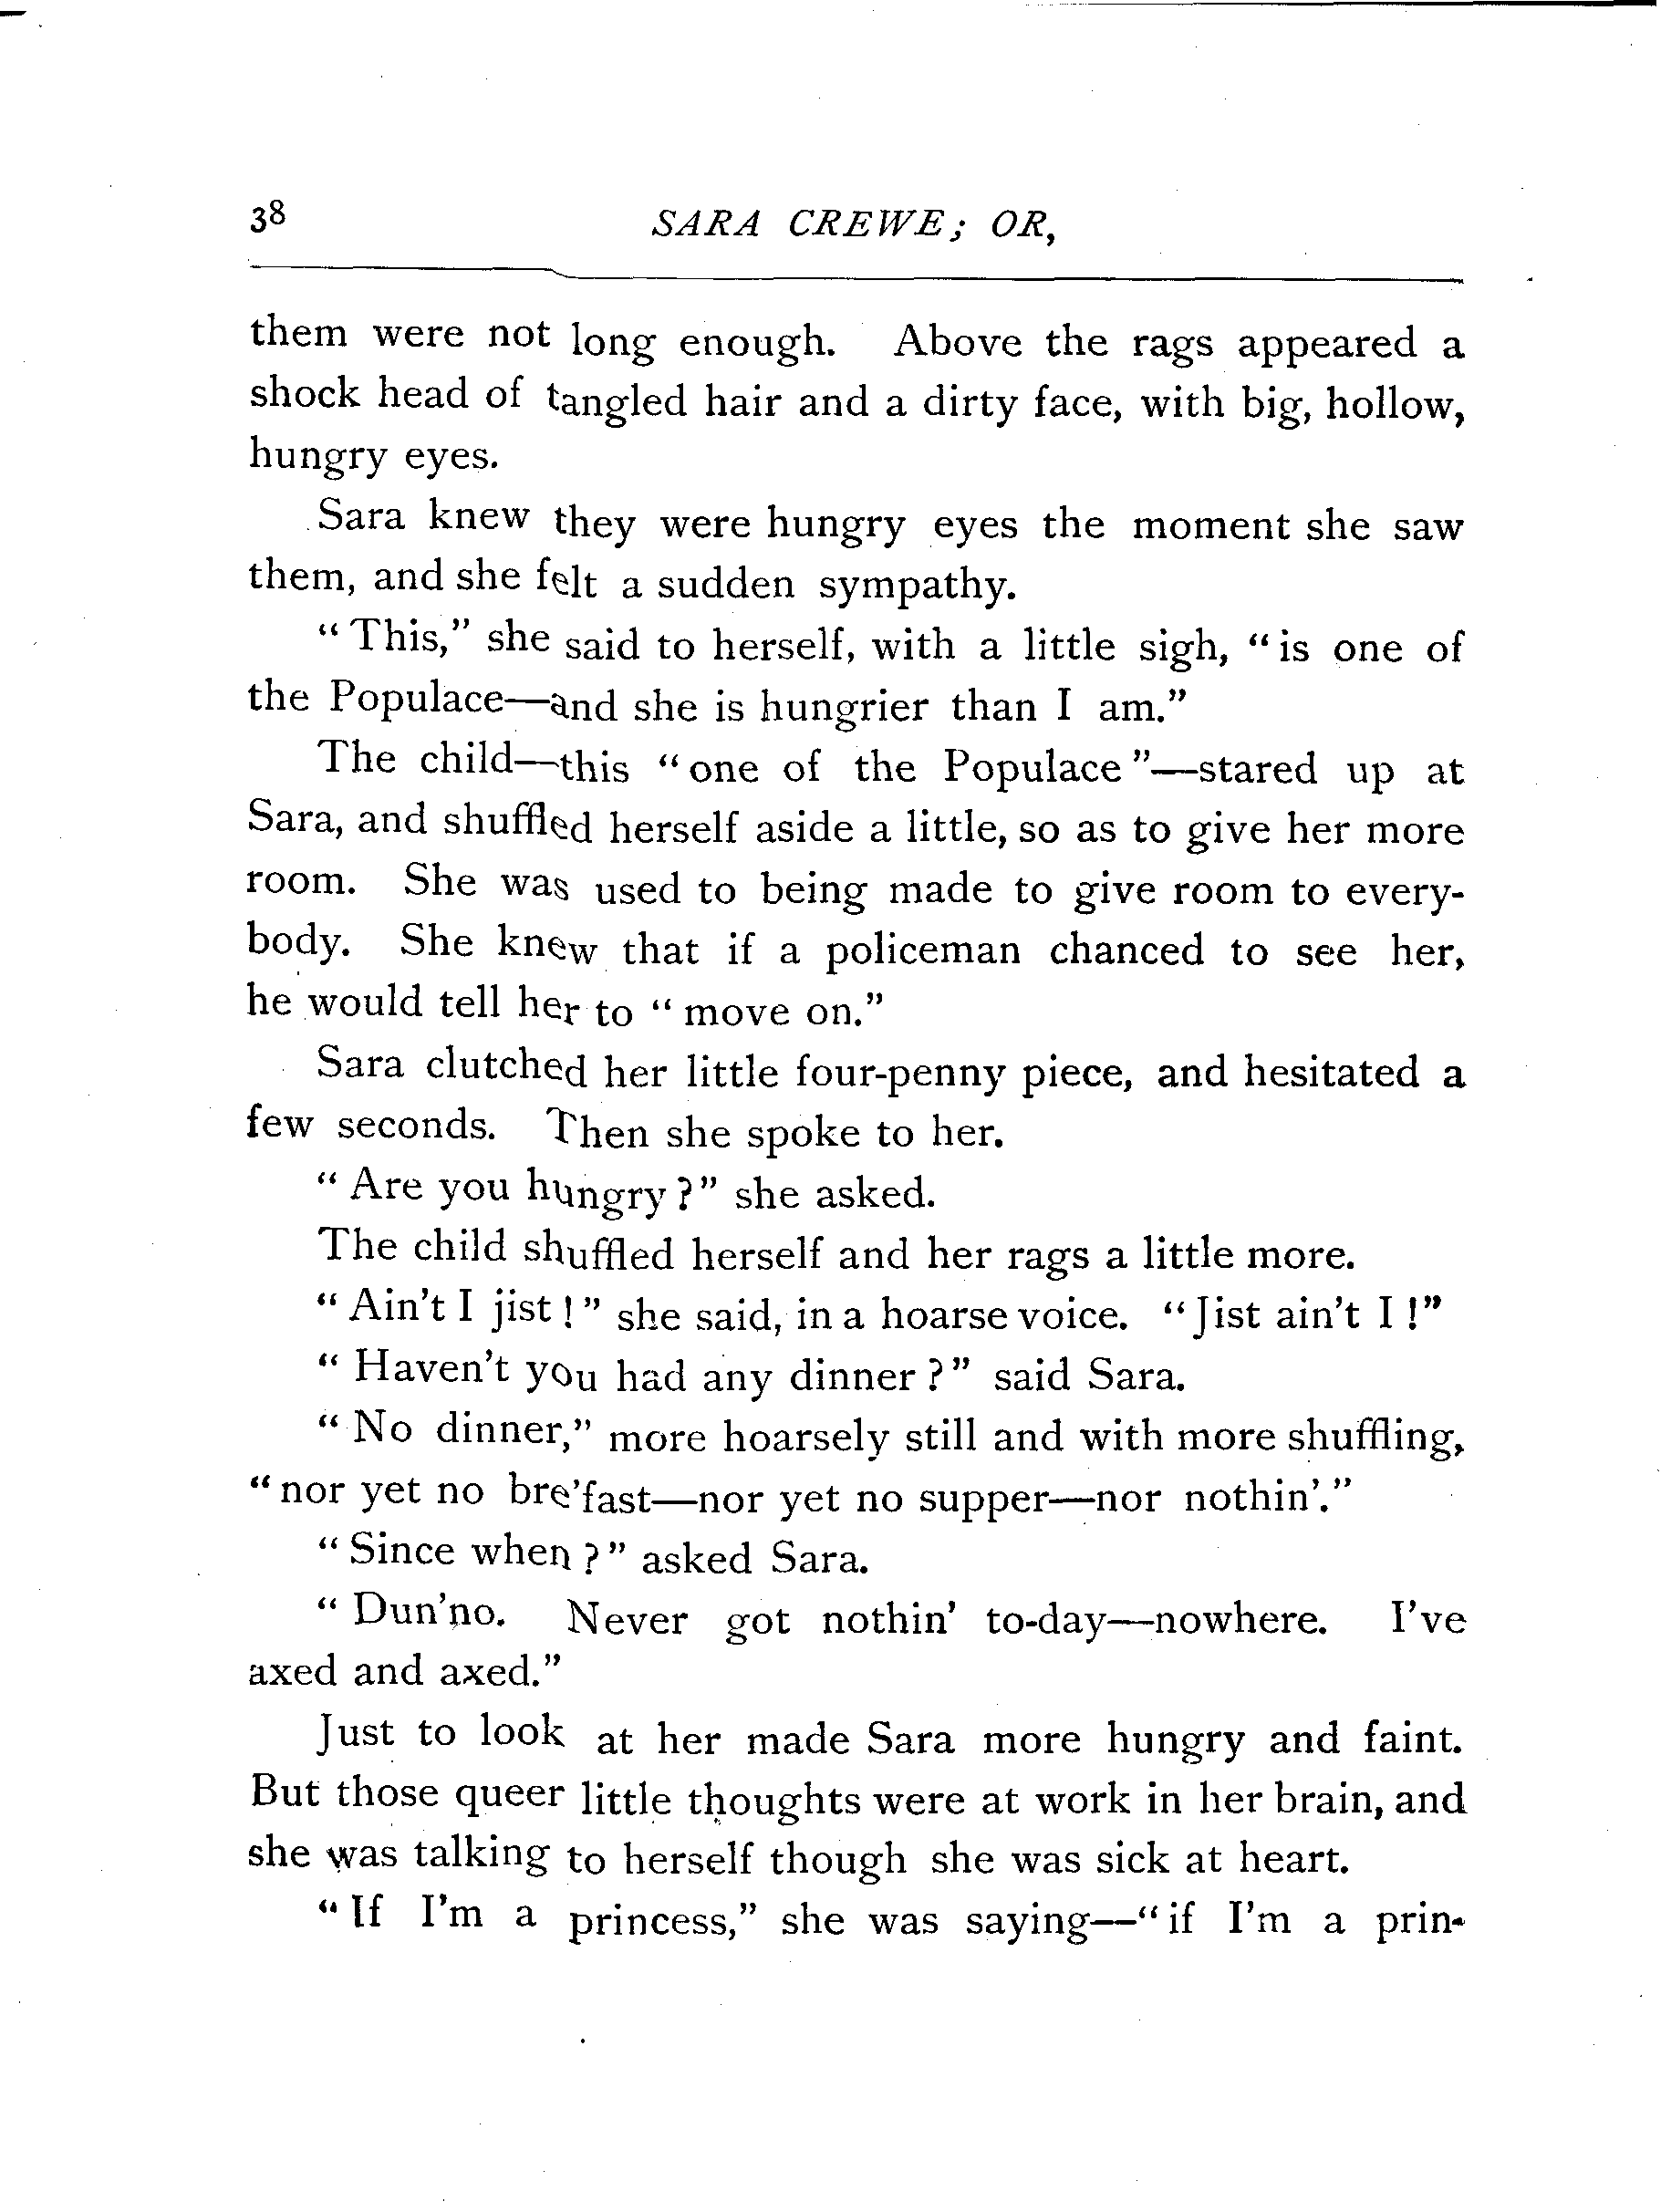 38 SARA CREWE; OR,
them were not long enough. Above the rags appeared a
shock head of tangled hair and a dirty face, with big, hollow,
hungry eyes.
Sara knew they were hungry eyes the moment she saw
them, and she felt a sudden sympathy.
"This," she said to herself, with a little sigh, "is one of
the Populace—and she is hungrier than I am."
The child—this "one of the Populace"—stared up at
Sara, and shuffled herself aside a little, so as to give her more
room. She was used to being made to give room to every-
body. She knew that if a policeman chanced to see her,
he would tell her to "move on."
Sara clutched her little four-penny piece, and hesitated a
few seconds. Then she spoke to her.
"Are you hungry?" she asked.
The child shuffled herself and her rags a little more.
"Ain't I jist!" she said, in a hoarse voice. "Jist ain't I!"
"Haven't you had any dinner?" said Sara.
"No dinner," more hoarsely still and with more shuffling,
"nor yet no bre'fast—nor yet no supper—nor nothin'."
"Since when?" asked Sara.
"Dun'no. Never got nothin' to-day—nowhere. I've
axed and axed."
Just to look at her made Sara more hungry and faint.
But those queer little thoughts were at work in her brain, and
she was talking to herself though she was sick at heart.
"If I'm a princess," she was saying—"if I'm a prin-